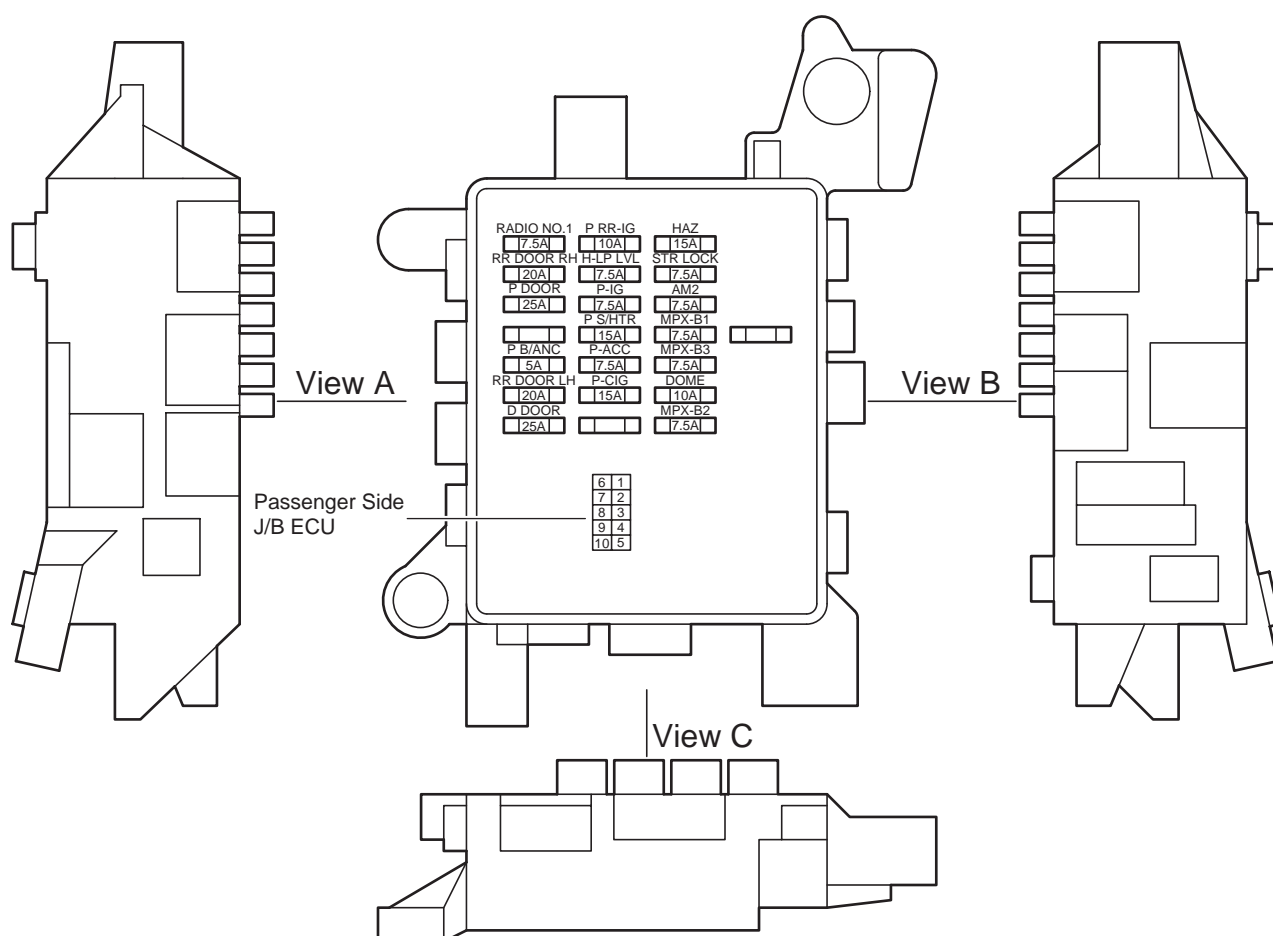 RADIO NO.1 P RR-IG HAZ
7.5A 10A 15A
RR DOOR RH H-LP LVL STR LOCK
20A 7.5A 7.5A
P DOOR P-IG AM2
25A 7.5A 7.5A
P S/HTR MPX-B1
15A 7.5A
P B/ANC P-ACC MPX-B3
5A 7.5A 7.5A
RR DOOR LH P-CIG DOME
20A 15A 10A
D DOOR MPX-B2
25A 7.5A
View A
View B
Passenger Side
J/B ECU
6 1
7 2
8 3
9 4
10 5
View C